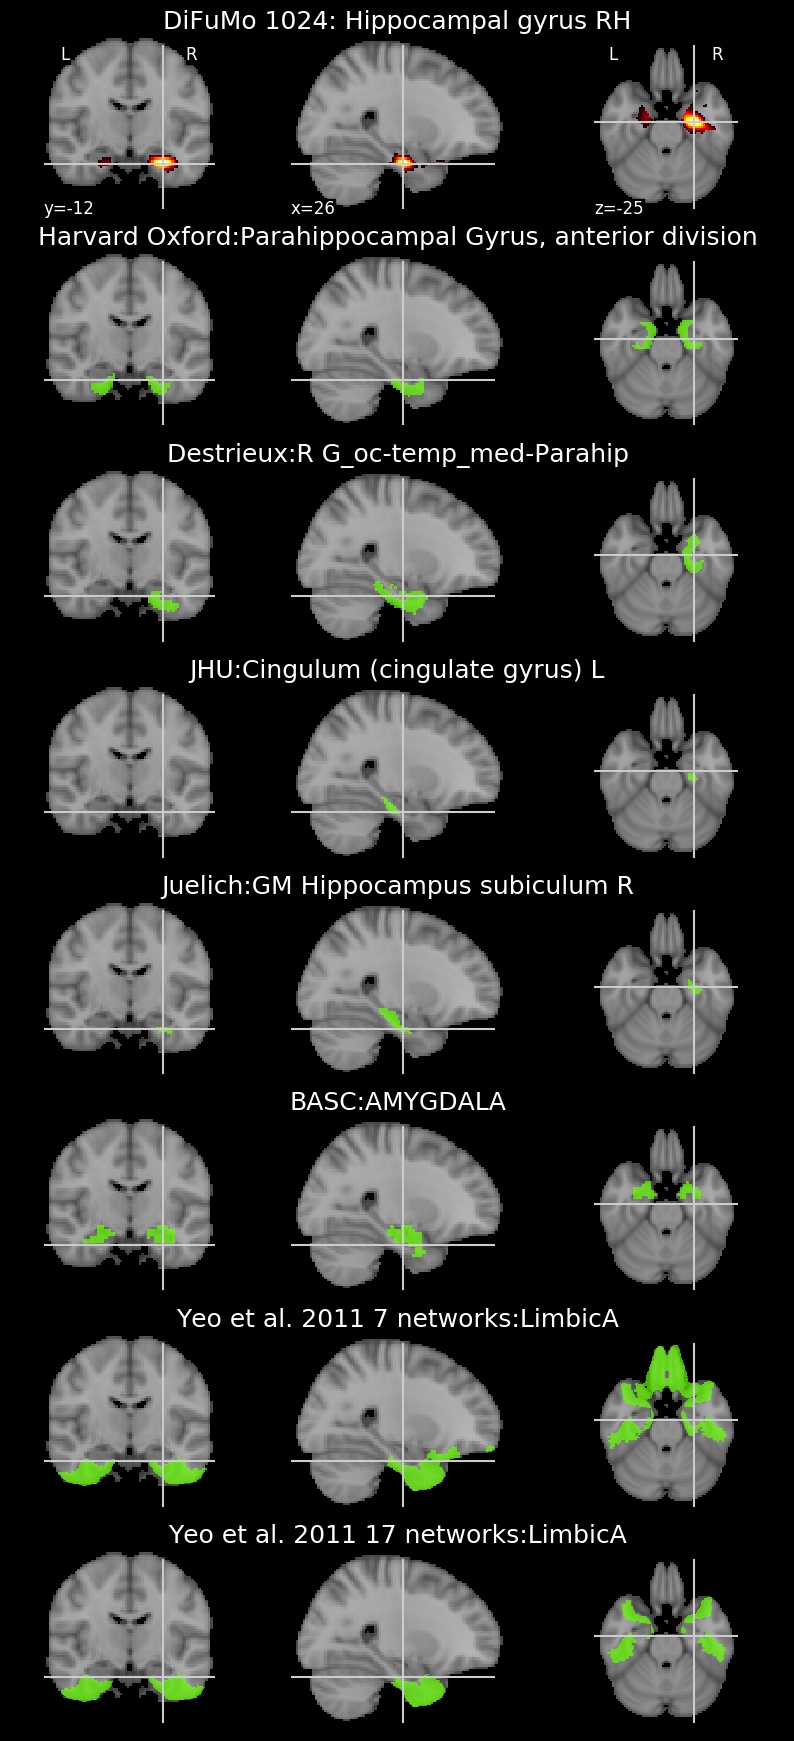 DiFuMo 1024: Hippocampal gyrus RH
L R L R
y=-12 x=26 z=-25
Harvard Oxford:Parahippocampal Gyrus, anterior division
Destrieux:R G_oc-temp_med-Parahip
JHU:Cingulum (cingulate gyrus) L
Juelich:GM Hippocampus subiculum R
BASC:AMYGDALA
Yeo et al. 2011 7 networks:LimbicA
Yeo et al. 2011 17 networks:LimbicA